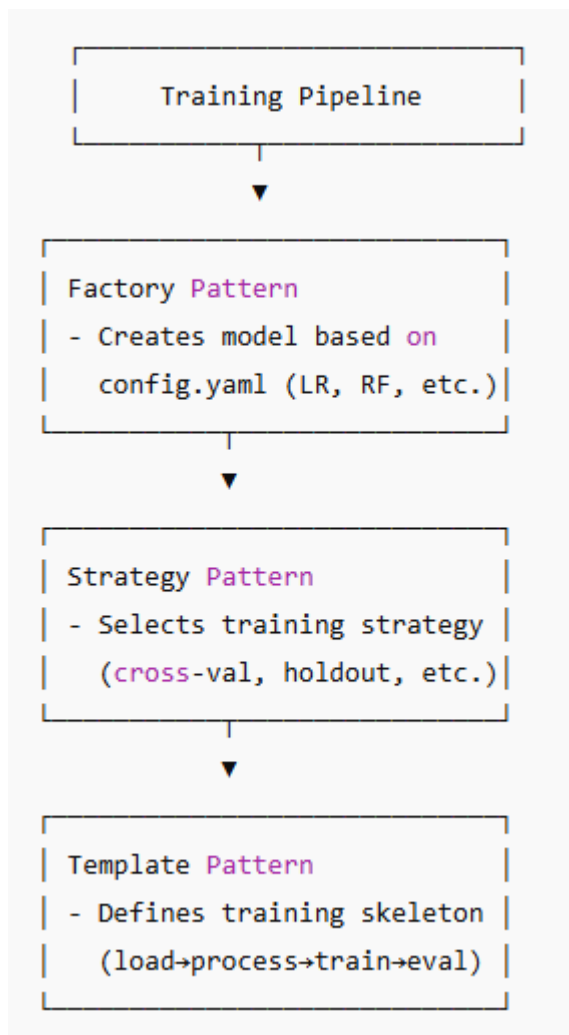 Training Pipeline
▼
Factory Pattern
- Creates model based on
config.yaml (LR, RF, etc.)
▼
Strategy Pattern
- Selects training strategy
(cross-val, holdout, etc.)
▼
Template Pattern
- Defines training skeleton
(load→process→train→eval)